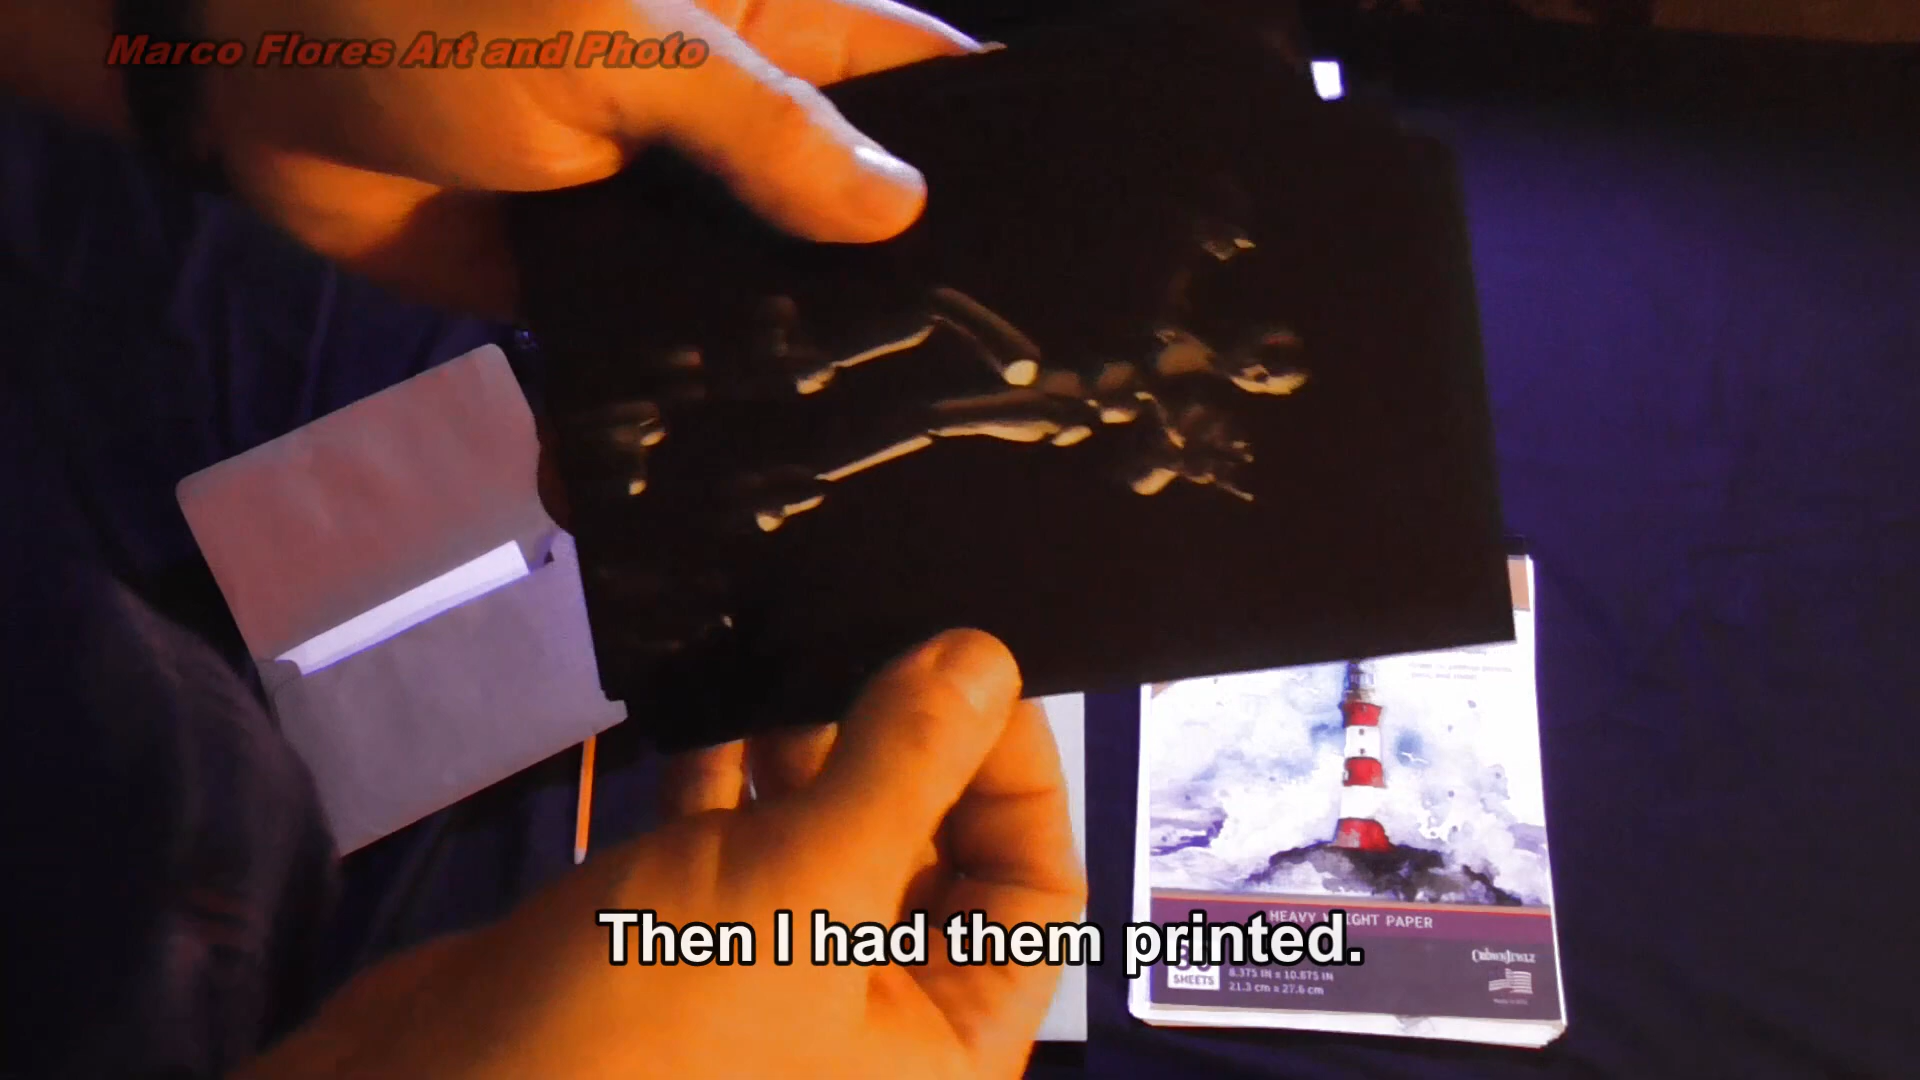 Marco Flores Art and Photo
HEAVY WEIGHT PAPER
SHEETS
8.375 IN x 10.875 IN
21.3 cm x 27.6 cm
Then I had them printed.